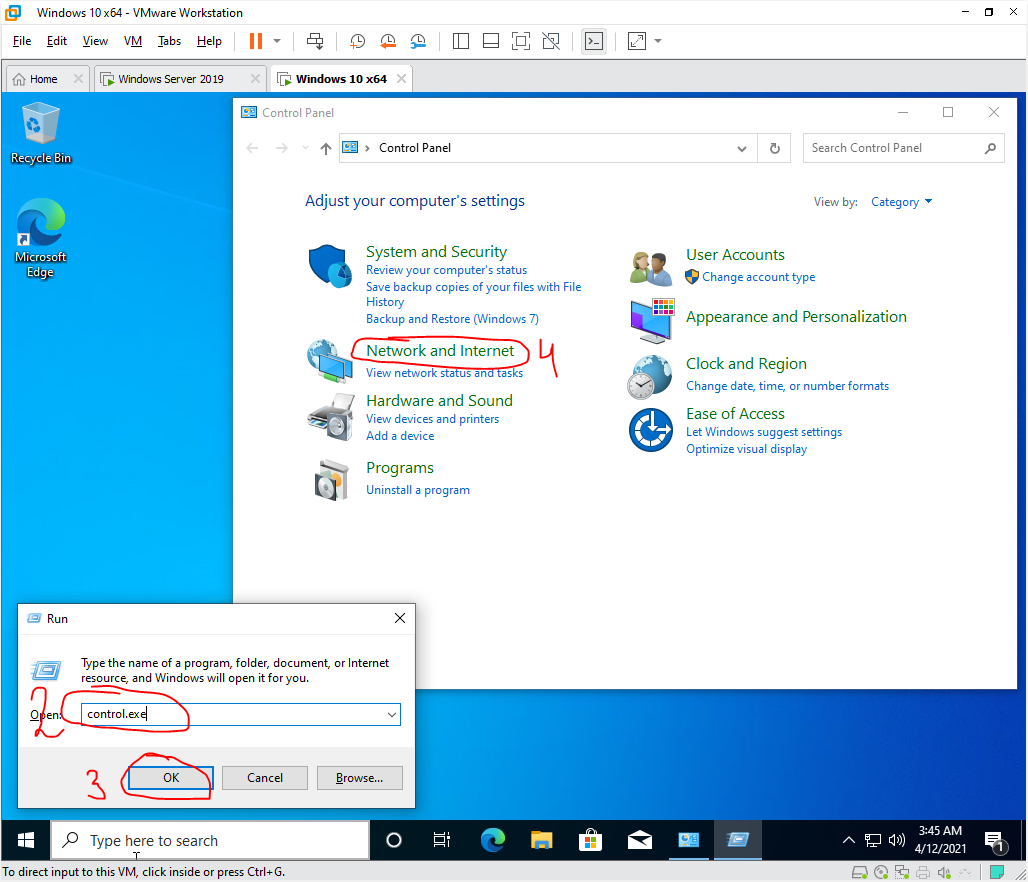 Windows 10 x64 - VMware Workstation
File Edit View VM Tabs Help
Home Windows Server 2019 Windows 10 x64
Recycle Bin
Microsoft
Edge
Control Panel
Control Panel
Search Control Panel
Adjust your computer's settings
View by: Category
System and Security
Review your computer's status
Save backup copies of your files with File
History
Backup and Restore (Windows 7)
Network and Internet 4
View network status and tasks
Hardware and Sound
View devices and printers
Add a device
Programs
Uninstall a program
User Accounts
Change account type
Appearance and Personalization
Clock and Region
Change date, time, or number formats
Ease of Access
Let Windows suggest settings
Optimize visual display
Run
Type the name of a program, folder, document, or Internet
resource, and Windows will open it for you.
2
Open: control.exe
3 OK Cancel Browse...
Type here to search
3:45 AM
4/12/2021
1
To direct input to this VM, click inside or press Ctrl+G.